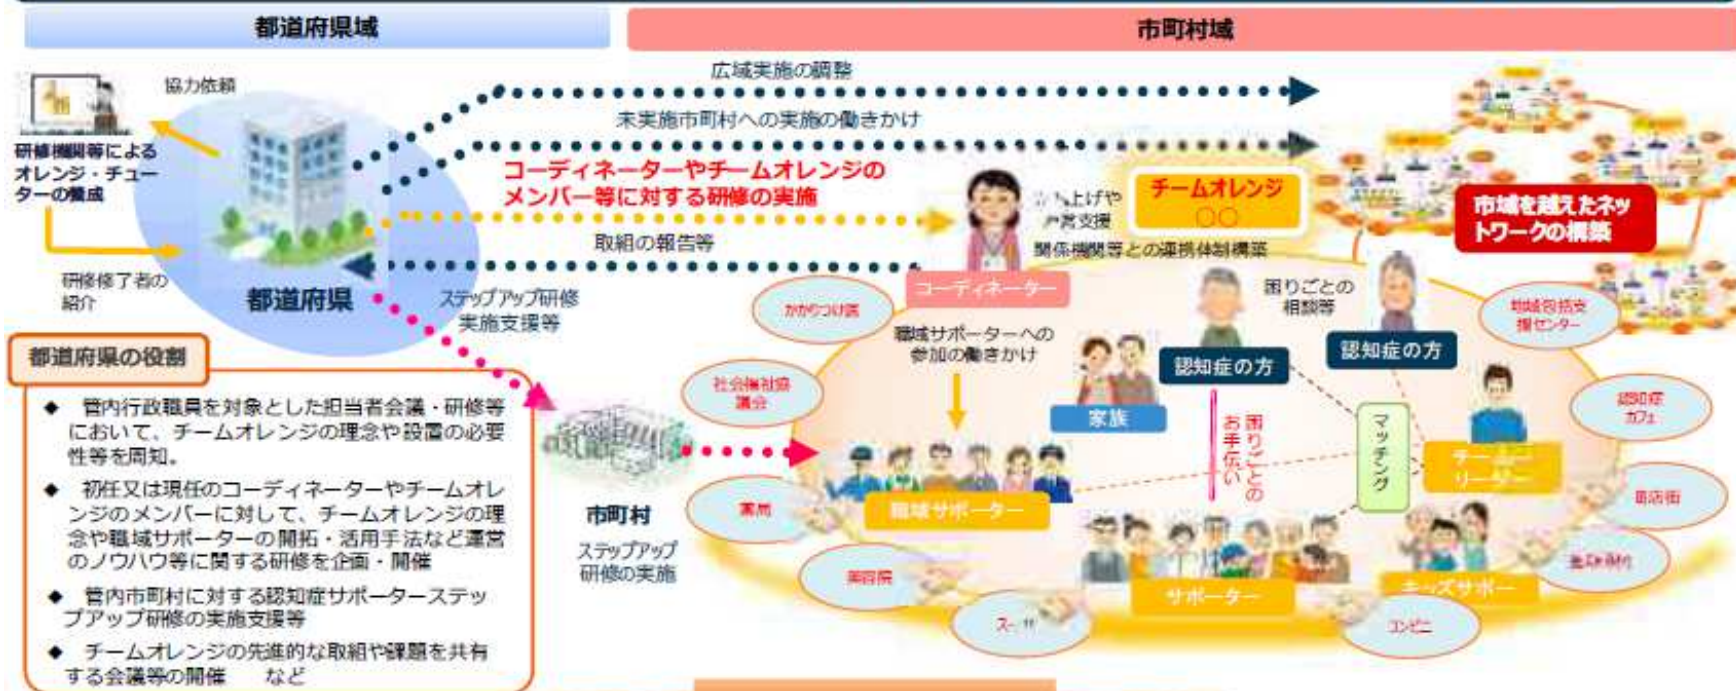 都道府県域
市町村域
協力依頼
研修機関等による
オレンジ・チュー
ターの養成
研修修了者の
紹介
都道府県
広域実施の調整
未実施市町村への実施の働きかけ
コーディネーターやチームオレンジの
メンバー等に対する研修の実施
取組の報告等
ステップアップ研修
実施支援等
上げや
営支援
関係機関等との連携体制構築
チームオレンジ
〇〇
市域を越えたネッ
トワークの構築
コーディネーター
職域サポーターへの
参加の働きかけ
困りごとの
相談等
認知症の方
認知症の方
家族
かかりつけ医
社会福祉協
議会
薬局
美容院
コンビニ
商店街
認知症
カフェ
地域包括支
援センター
困りごとの
お手伝い
マッチング
チーム
リーダー
職域サポーター
サポーター
キッズサポー
市町村
ステップアップ
研修の実施
都道府県の役割
◆ 管内行政職員を対象とした担当者会議・研修等
において、チームオレンジの理念や設置の必要
性等を周知。
◆ 初任又は現任のコーディネーターやチームオレ
ンジのメンバーに対して、チームオレンジの理
念や職域サポーターの開拓・活用手法など運営
のノウハウ等に関する研修を企画・開催
◆ 管内市町村に対する認知症サポーターステッ
プアップ研修の実施支援等
◆ チームオレンジの先進的な取組や課題を共有
する会議等の開催 など